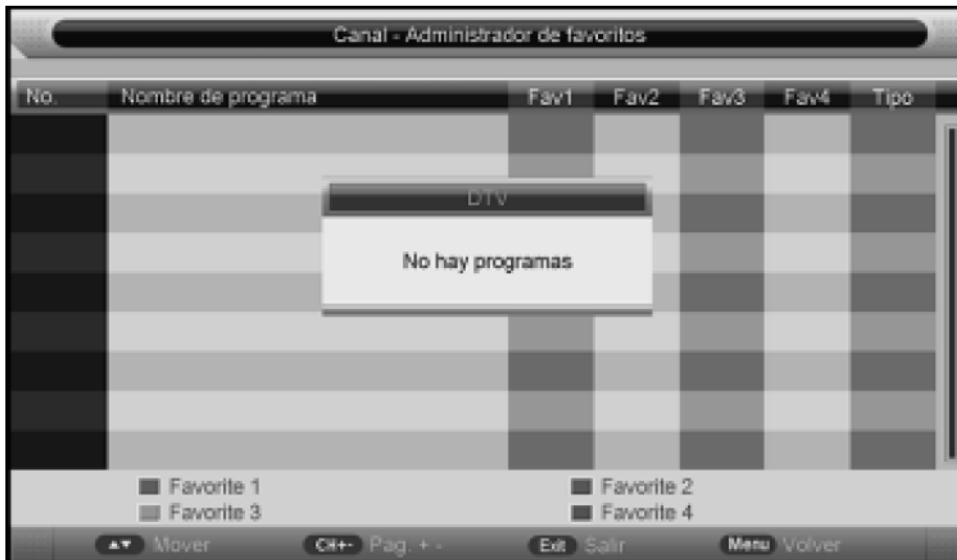 Canal - Administrador de favoritos
No. Nombre de programa Fav1 Fav2 Fav3 Fav4 Tipo
DTV
No hay programas
Favorite 1 Favorite 2
Favorite 3 Favorite 4
▲▼ Mover CH+- Pag. + - Exit Salir Menu Volver